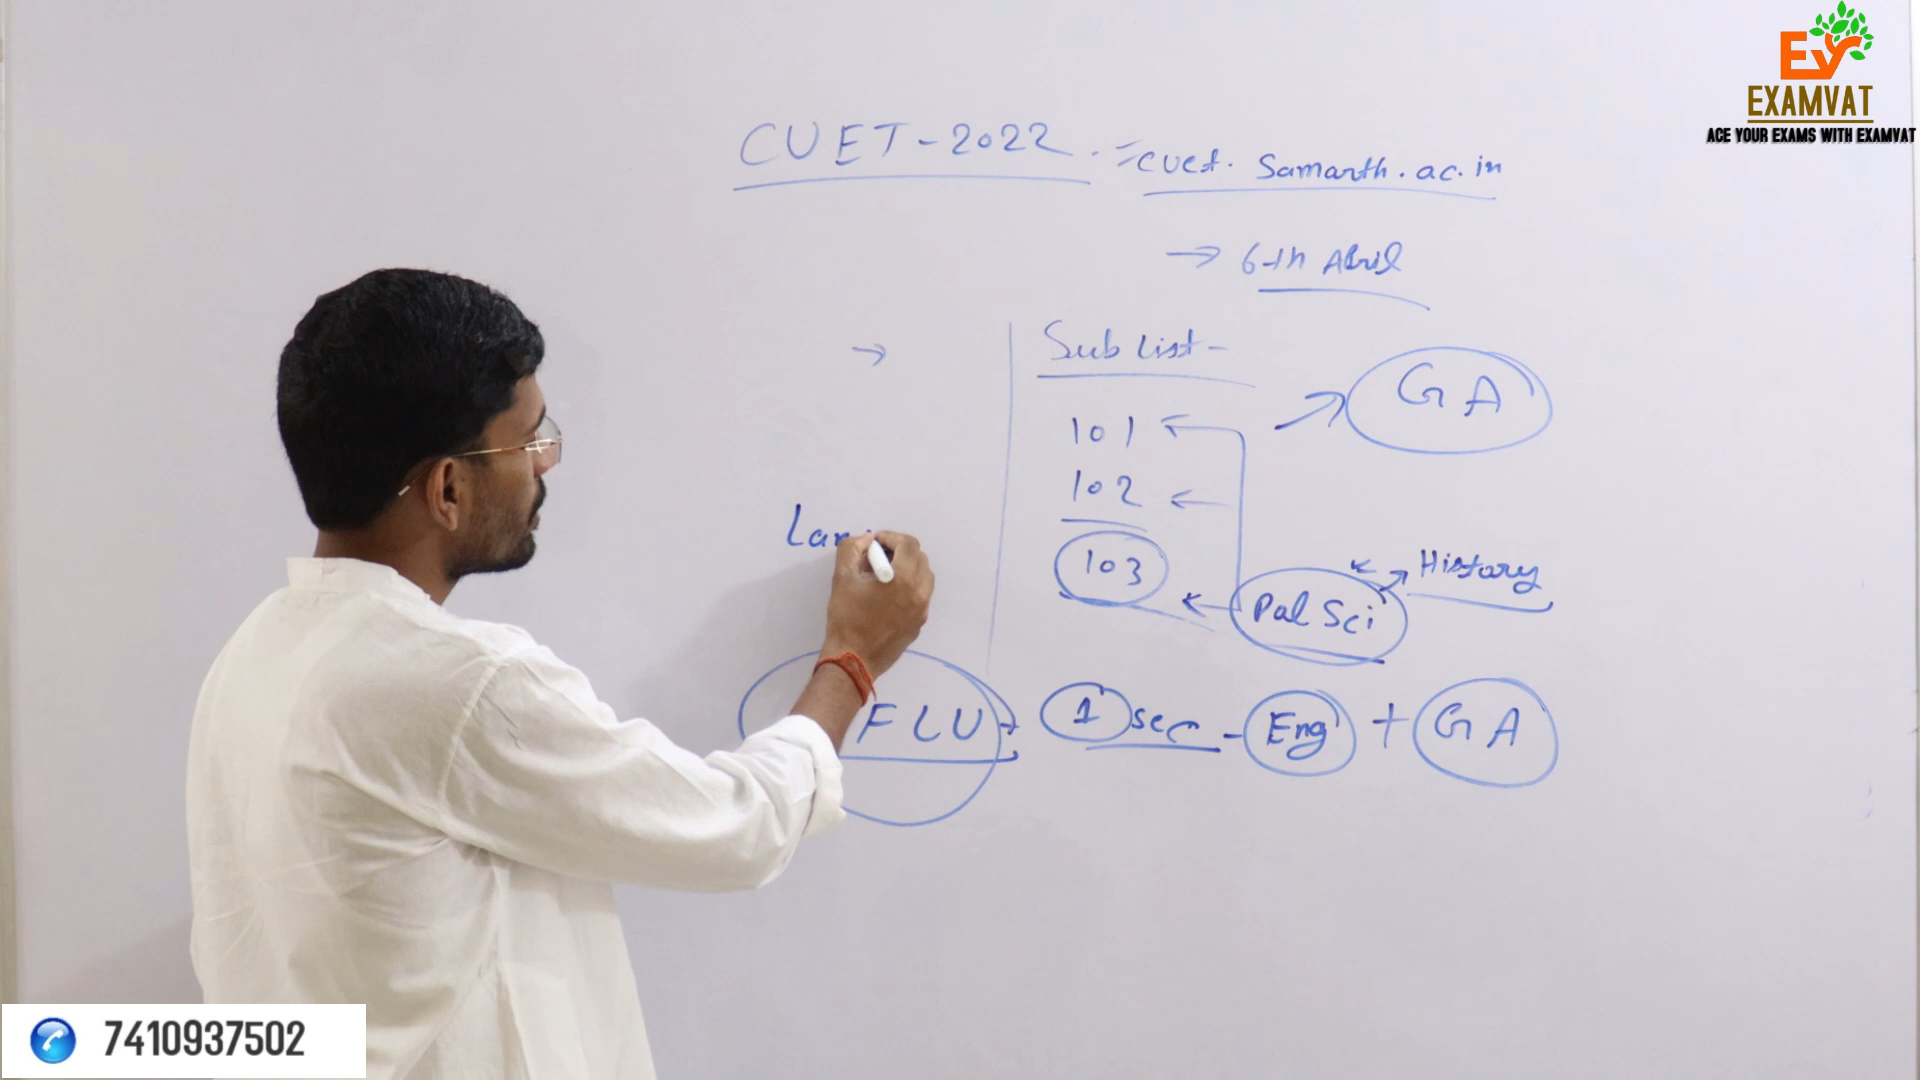 EXAMVAT
ACE YOUR EXAMS WITH EXAMVAT
CUET-2022. = cuet. Samarth.ac.in
→ 6th April
→ Sub List-
GA
101
102
103
Pol Sci
History
Lan
FLU → 1 sec - Eng + GA
7410937502